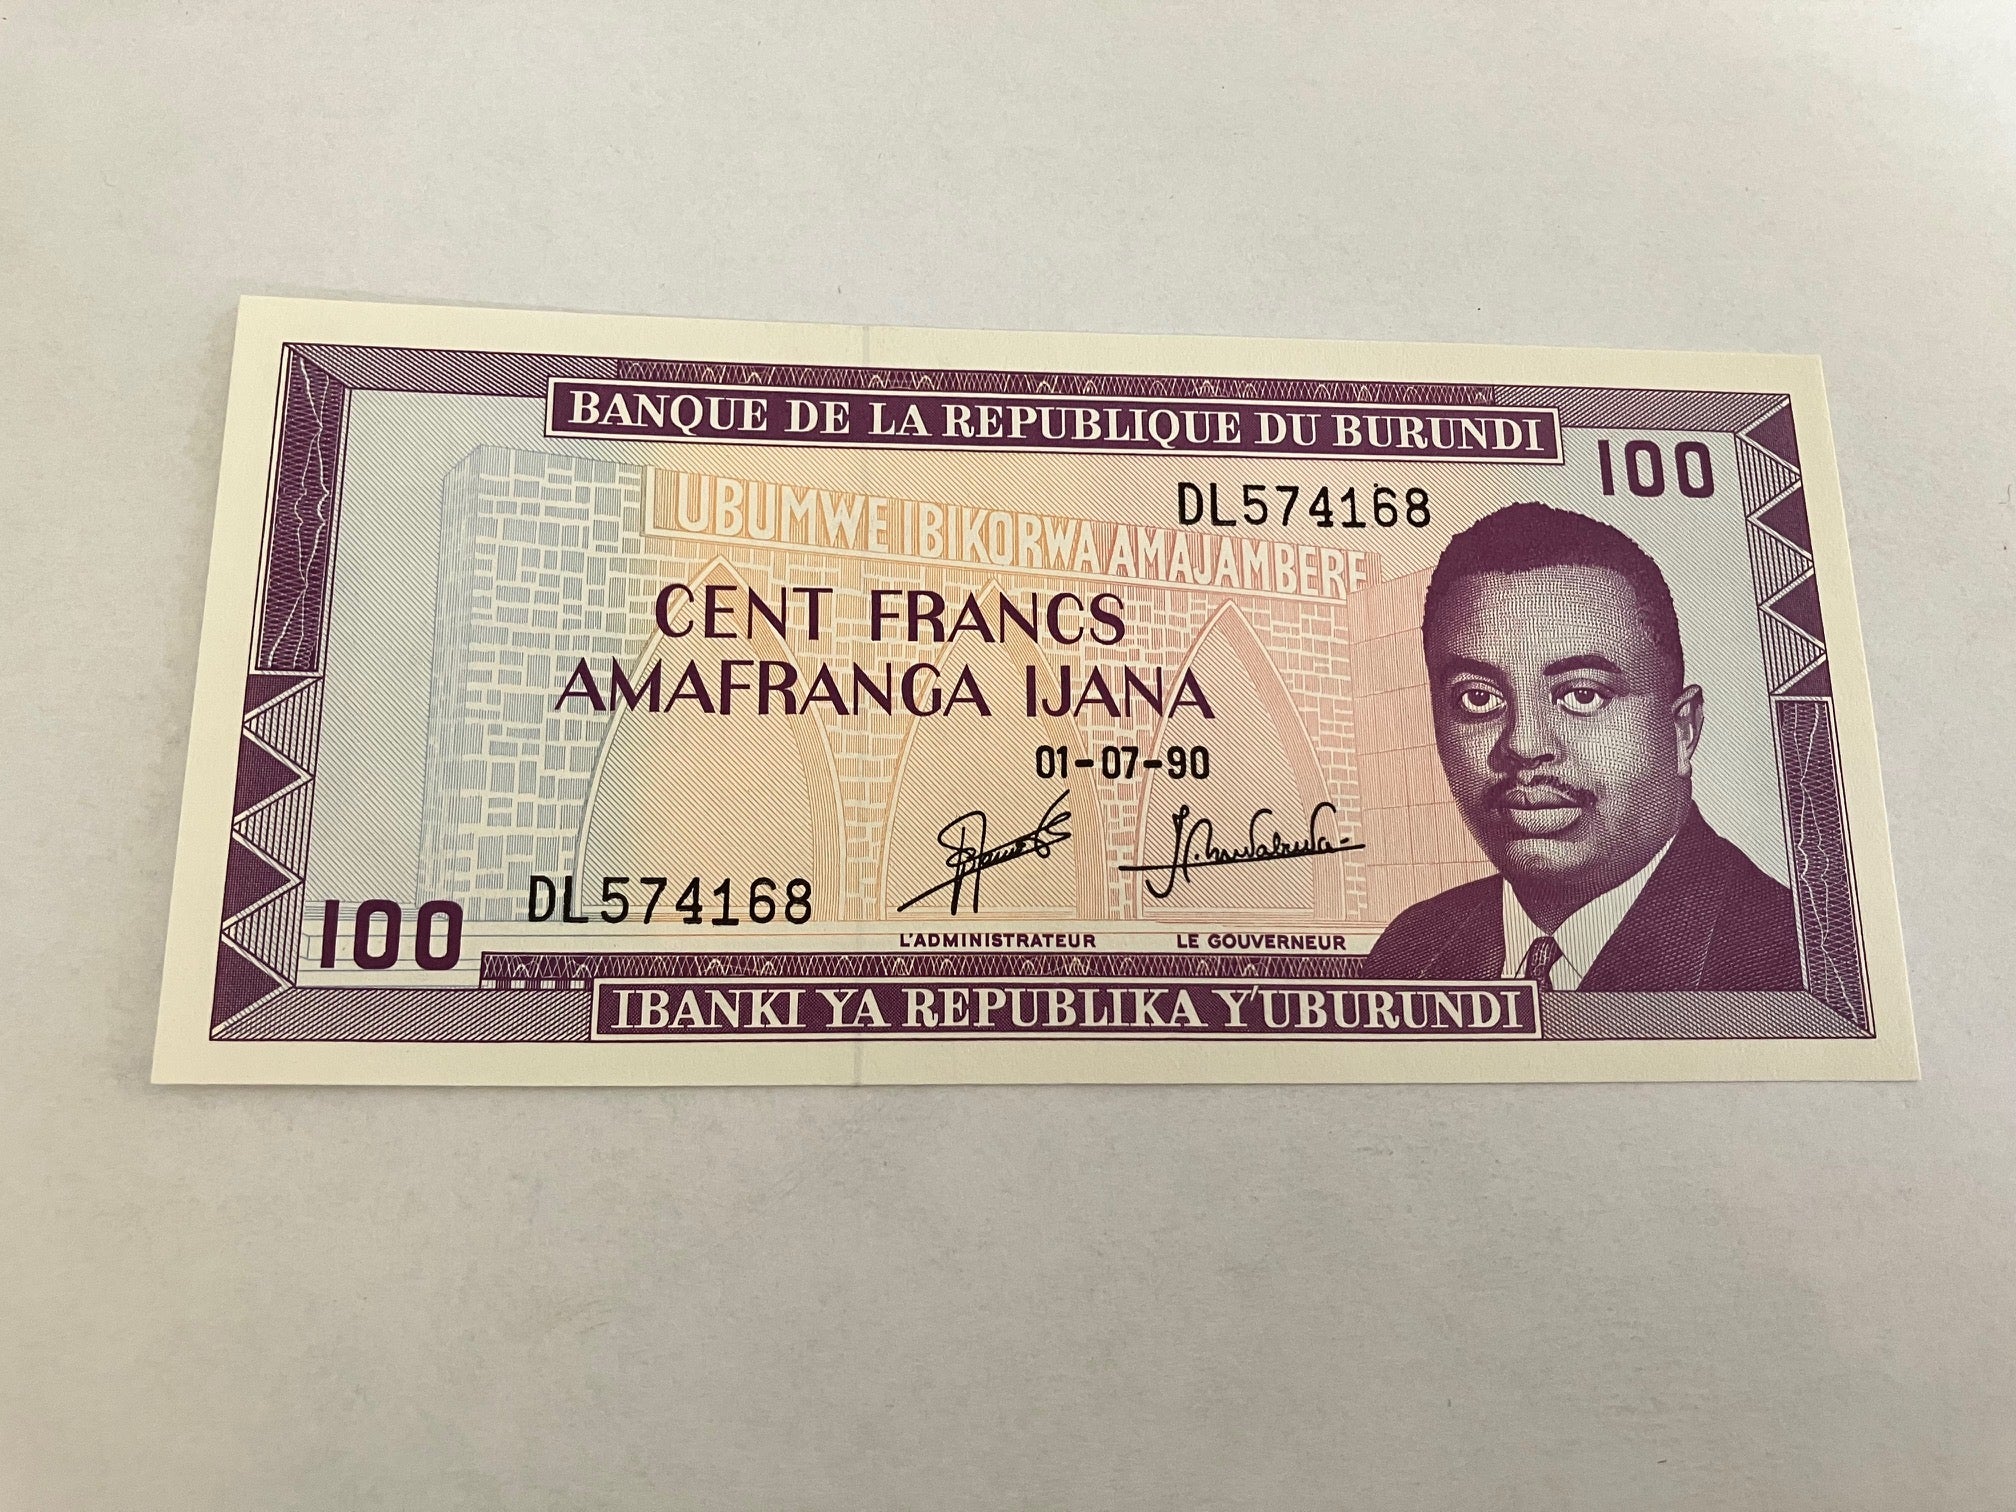 BANQUE DE LA REPUBLIQUE DU BURUNDI
100
DL574168
UBUMWE IBIKORWA AMAJAMBERE
CENT FRANCS
AMAFRANGA IJANA
01-07-90
DL574168
100
L'ADMINISTRATEUR LE GOUVERNEUR
IBANKI YA REPUBLIKA Y'UBURUNDI